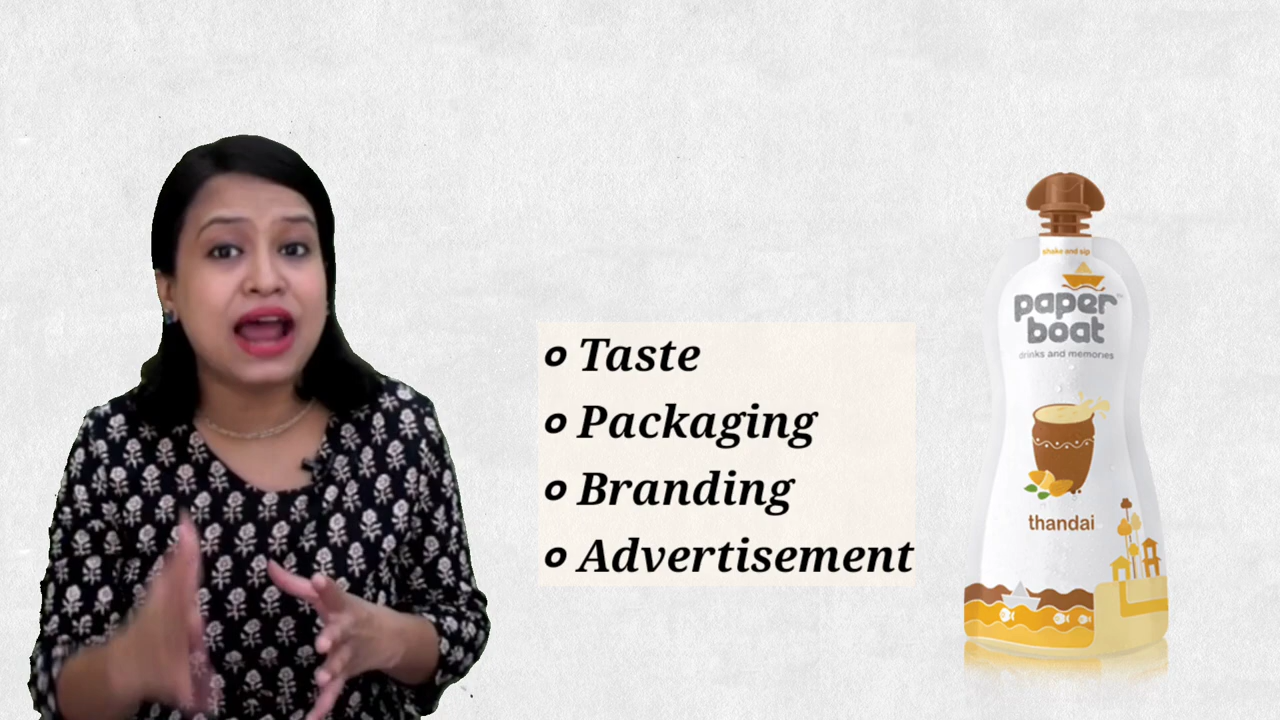 Taste
Packaging
Branding
Advertisement
shake and sip
paper
boat
drinks and memories
thandai